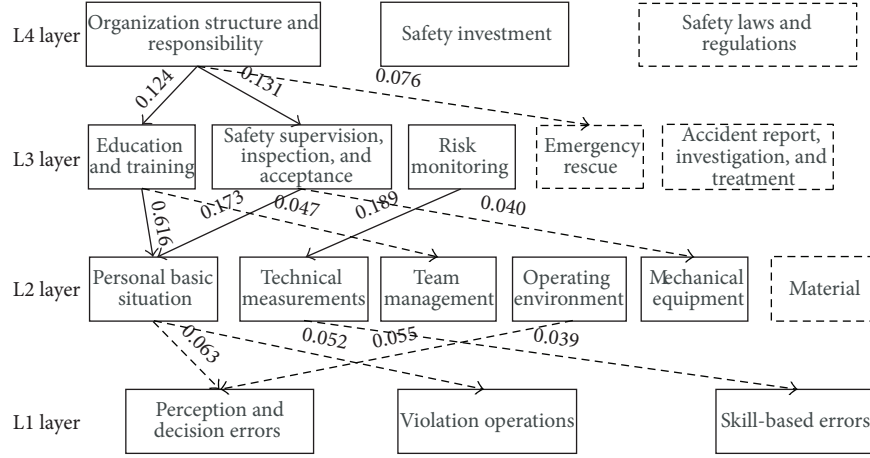 L4 layer
Organization structure and
responsibility
Safety investment
Safety laws and
regulations
0.124
0.131
0.076
L3 layer
Education
and training
Safety supervision,
inspection, and
acceptance
Risk
monitoring
Emergency
rescue
Accident report,
investigation, and
treatment
0.616
0.173
0.047
0.189
0.040
L2 layer
Personal basic
situation
Technical
measurements
Team
management
Operating
environment
Mechanical
equipment
Material
0.063
0.052
0.055
0.039
L1 layer
Perception and
decision errors
Violation operations
Skill-based errors